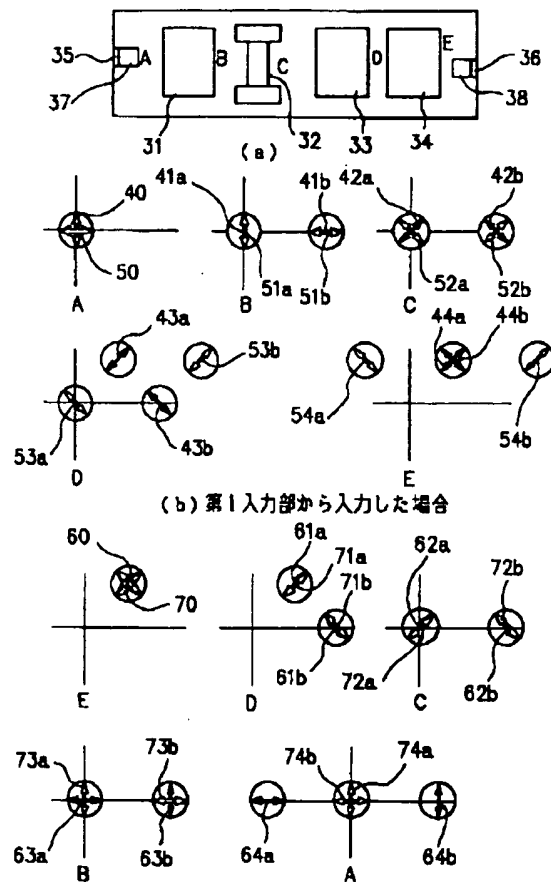 35 A B C D E 36
37 38
31 (a) 32 33 34
40 41a 41b 42a 42b
50 51a 51b 52a 52b
A B C
43a 53b 44a 44b
53a 43b 54a 54b
D E
(b) 第1入力部から入力した場合
60 61a 71a 71b 62a 72b
70 61b 72a 62b
E D C
73a 73b 74b 74a
63a 63b 64a 64b
B A